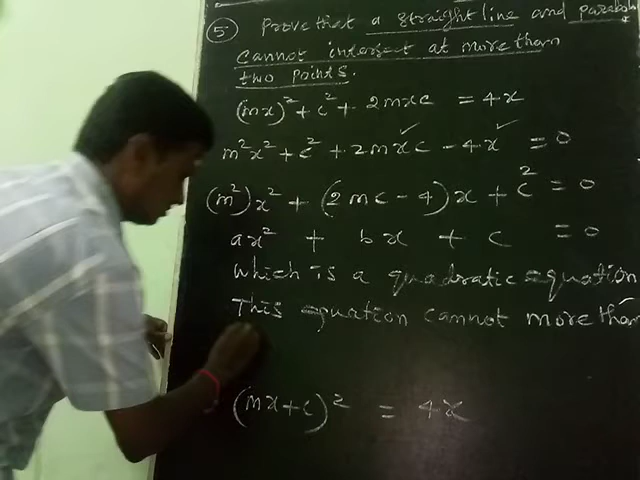 5. Prove that a straight line and parabola
cannot intersect at more than
two points.
(mx)² + c² + 2mxc = 4x
m²x² + c² + 2mxc - 4x = 0
(m²)x² + (2mc - 4)x + c² = 0
ax² + bx + c = 0
which is a quadratic equation
This equation cannot more than
(mx+c)² = 4x